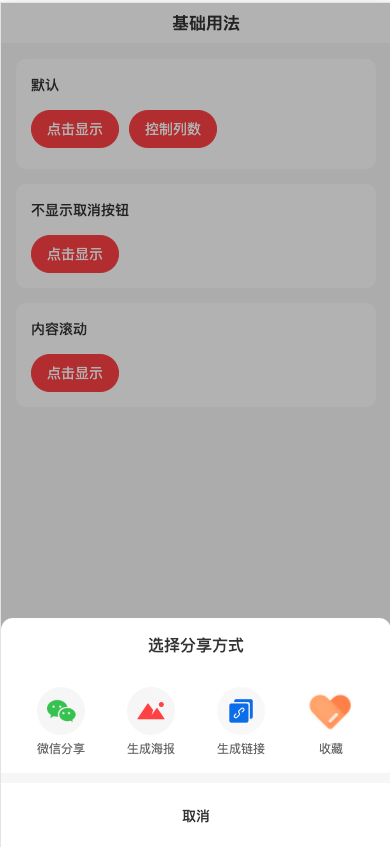 基础用法
默认
点击显示 控制列数
不显示取消按钮
点击显示
内容滚动
点击显示
选择分享方式
微信分享 生成海报 生成链接 收藏
取消